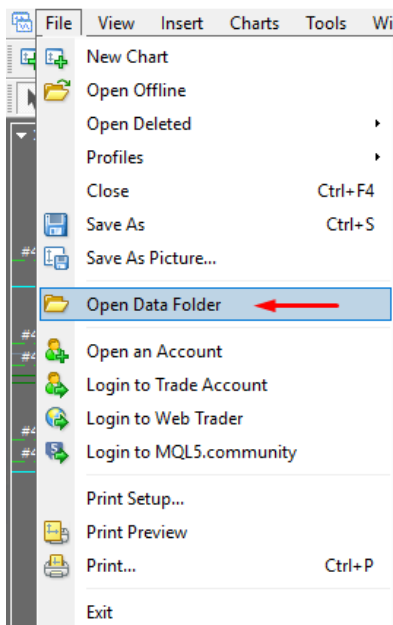 File View Insert Charts Tools Wi
New Chart
Open Offline
Open Deleted
Profiles
Close Ctrl+F4
Save As Ctrl+S
Save As Picture...
Open Data Folder
Open an Account
Login to Trade Account
Login to Web Trader
Login to MQL5.community
Print Setup...
Print Preview
Print... Ctrl+P
Exit